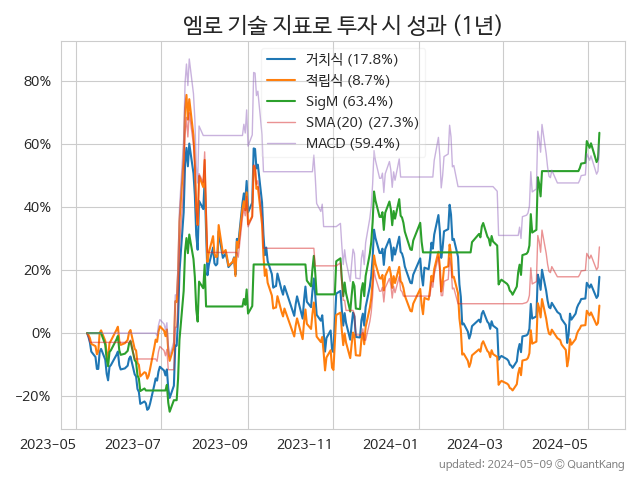 엠로 기술 지표로 투자 시 성과 (1년)
거치식 (17.8%)
적립식 (8.7%)
SigM (63.4%)
SMA(20) (27.3%)
MACD (59.4%)
80%
60%
40%
20%
0%
−20%
2023-05 2023-07 2023-09 2023-11 2024-01 2024-03 2024-05
updated: 2024-05-09 © QuantKang